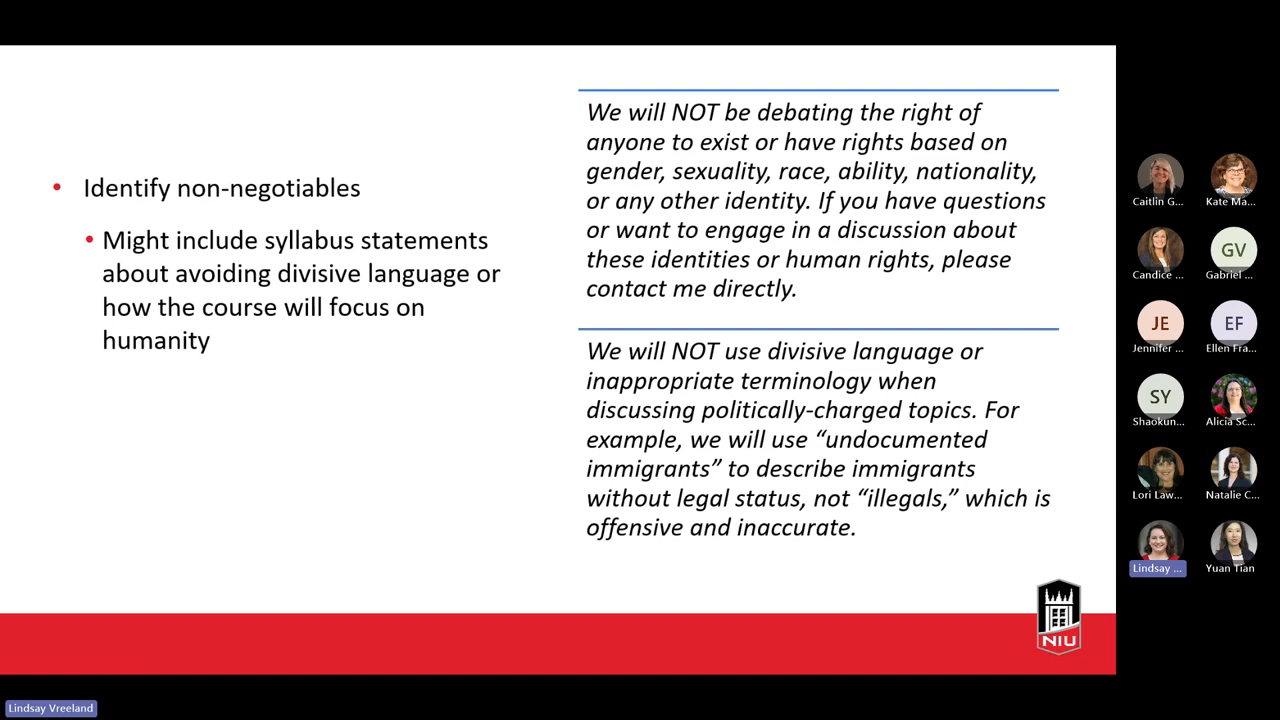 Identify non-negotiables
Might include syllabus statements
about avoiding divisive language or
how the course will focus on
humanity
We will NOT be debating the right of
anyone to exist or have rights based on
gender, sexuality, race, ability, nationality,
or any other identity. If you have questions
or want to engage in a discussion about
these identities or human rights, please
contact me directly.
We will NOT use divisive language or
inappropriate terminology when
discussing politically-charged topics. For
example, we will use “undocumented
immigrants” to describe immigrants
without legal status, not “illegals,” which is
offensive and inaccurate.
NIU
Caitlin G...
Kate Ma...
Candice ...
GV
Gabriel ...
JE
Jennifer ...
EF
Ellen Fra...
SY
Shaokun...
Alicia Sc...
Lori Law...
Natalie C...
Lindsay ...
Yuan Tian
Lindsay Vreeland